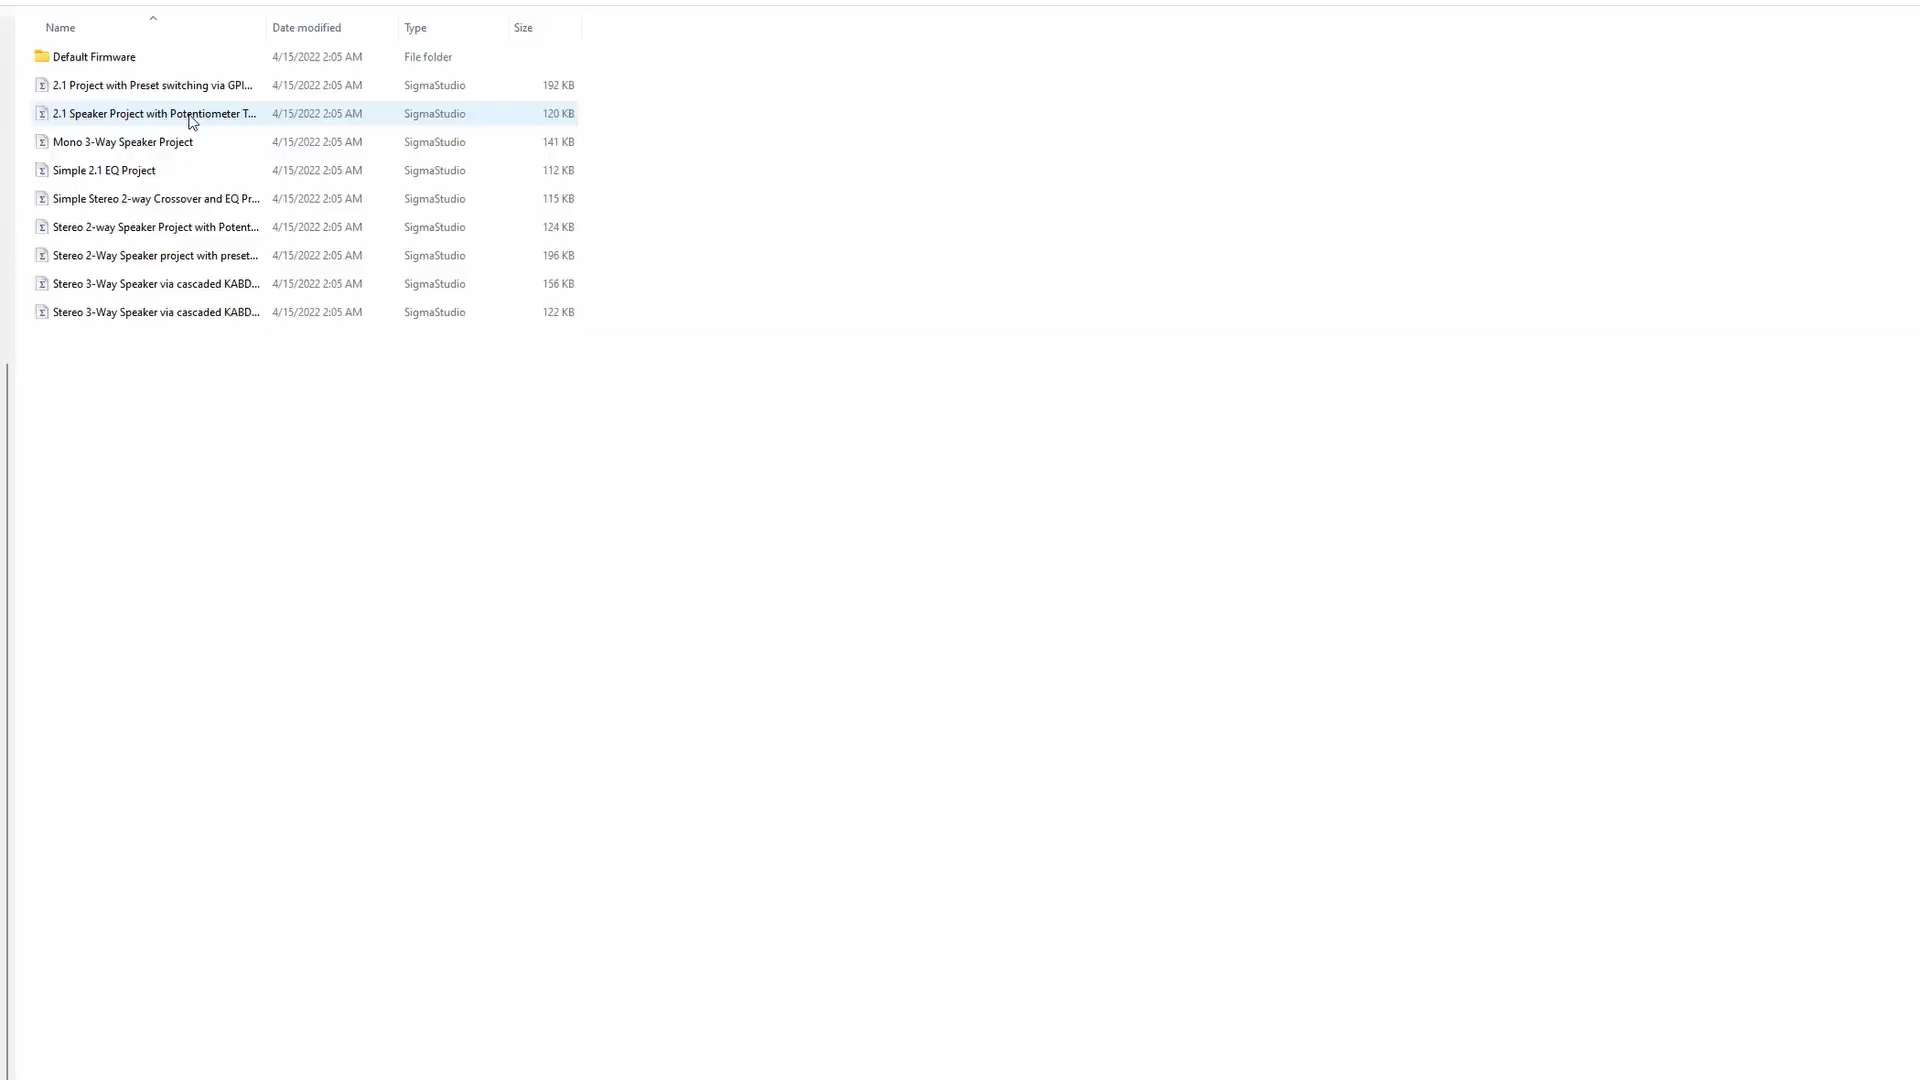 Name Date modified Type Size
Default Firmware 4/15/2022 2:05 AM File folder
2.1 Project with Preset switching via GPI... 4/15/2022 2:05 AM SigmaStudio 192 KB
2.1 Speaker Project with Potentiometer T... 4/15/2022 2:05 AM SigmaStudio 120 KB
Mono 3-Way Speaker Project 4/15/2022 2:05 AM SigmaStudio 141 KB
Simple 2.1 EQ Project 4/15/2022 2:05 AM SigmaStudio 112 KB
Simple Stereo 2-way Crossover and EQ Pr... 4/15/2022 2:05 AM SigmaStudio 115 KB
Stereo 2-way Speaker Project with Potent... 4/15/2022 2:05 AM SigmaStudio 124 KB
Stereo 2-Way Speaker project with preset... 4/15/2022 2:05 AM SigmaStudio 196 KB
Stereo 3-Way Speaker via cascaded KABD... 4/15/2022 2:05 AM SigmaStudio 156 KB
Stereo 3-Way Speaker via cascaded KABD... 4/15/2022 2:05 AM SigmaStudio 122 KB